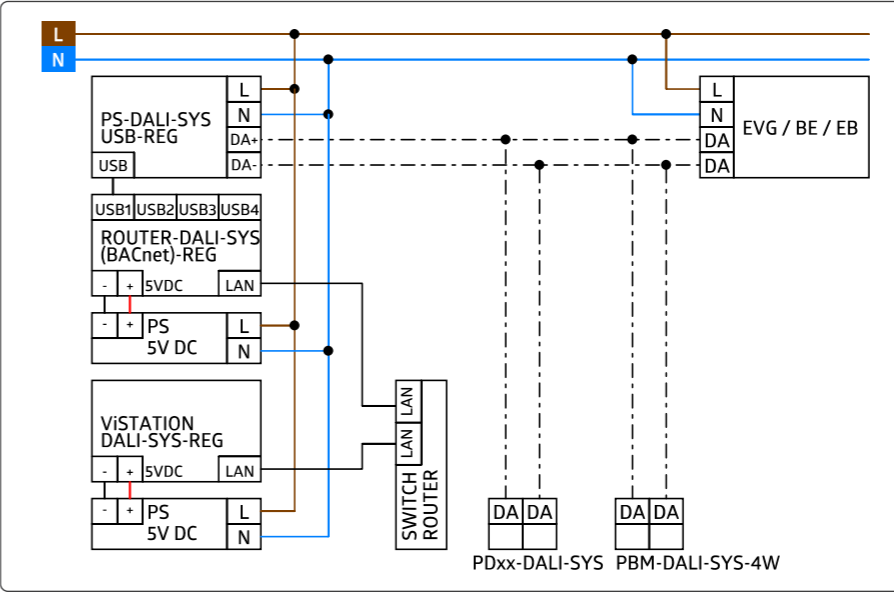 L
N
PS-DALI-SYS
USB-REG
L
N
DA+
DA-
USB
L
N
DA
DA
EVG / BE / EB
USB1 USB2 USB3 USB4
ROUTER-DALI-SYS
(BACnet)-REG
- + 5VDC LAN
- + PS
5V DC
L
N
ViSTATION
DALI-SYS-REG
- + 5VDC LAN
- + PS
5V DC
L
N
LAN
LAN
SWITCH
ROUTER
DA DA
PDxx-DALI-SYS
DA DA
PBM-DALI-SYS-4W